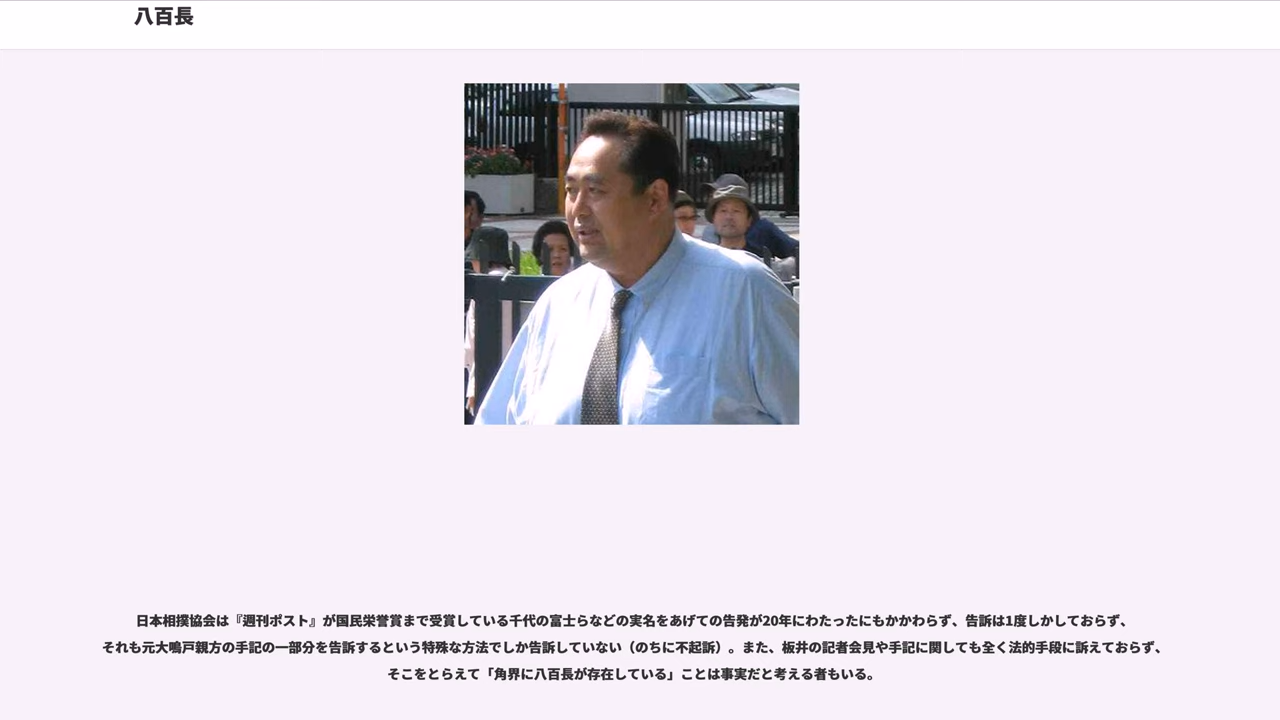 八百長
日本相撲協会は『週刊ポスト』が国民栄誉賞まで受賞している千代の富士らなどの実名をあげての告発が20年にわたったにもかかわらず、告訴は1度しかしておらず、
それも元大鳴戸親方の手記の一部分を告訴するという特殊な方法でしか告訴していない（のちに不起訴）。また、板井の記者会見や手記に関しても全く法的手段に訴えておらず、
そこをとらえて「角界に八百長が存在している」ことは事実だと考える者もいる。